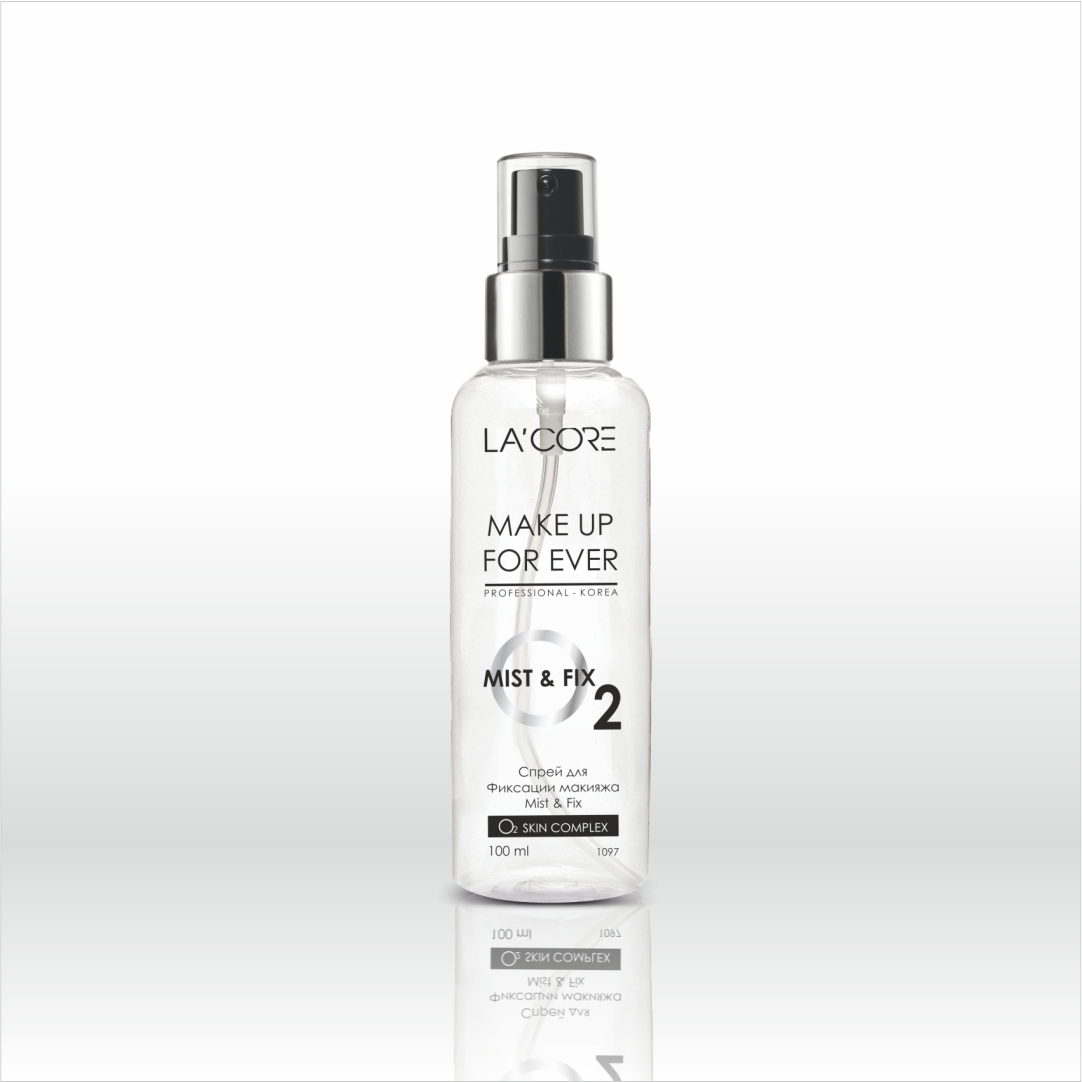 LA'CORE
MAKE UP
FOR EVER
PROFESSIONAL - KOREA
MIST & FIX
2
Спрей для
Фиксации макияжа
Mist & Fix
O₂ SKIN COMPLEX
100 ml 1097